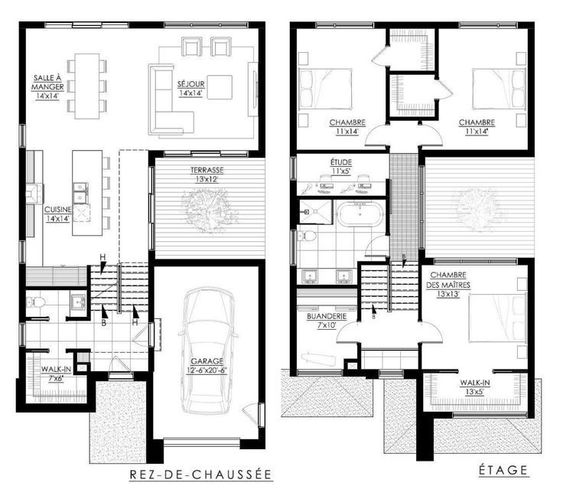 SALLE À
MANGER
14'x14'
SÉJOUR
14'x14'
TERRASSE
13'x12'
CUISINE
14'x14'
H
B
H
WALK-IN
7'x6'
GARAGE
12'-6"x20'-6"
REZ-DE-CHAUSSÉE
CHAMBRE
11'x14'
CHAMBRE
11'x14'
ÉTUDE
11'x5'
CHAMBRE
DES MAÎTRES
13'x13'
BUANDERIE
7'x10'
B
WALK-IN
13'x5'
ÉTAGE